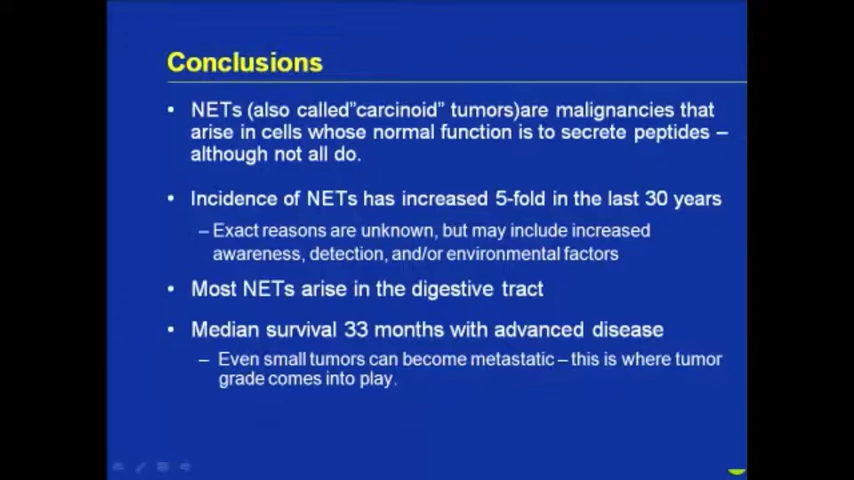 Conclusions
• NETs (also called"carcinoid" tumors)are malignancies that
arise in cells whose normal function is to secrete peptides –
although not all do.
• Incidence of NETs has increased 5-fold in the last 30 years
– Exact reasons are unknown, but may include increased
awareness, detection, and/or environmental factors
• Most NETs arise in the digestive tract
• Median survival 33 months with advanced disease
– Even small tumors can become metastatic – this is where tumor
grade comes into play.